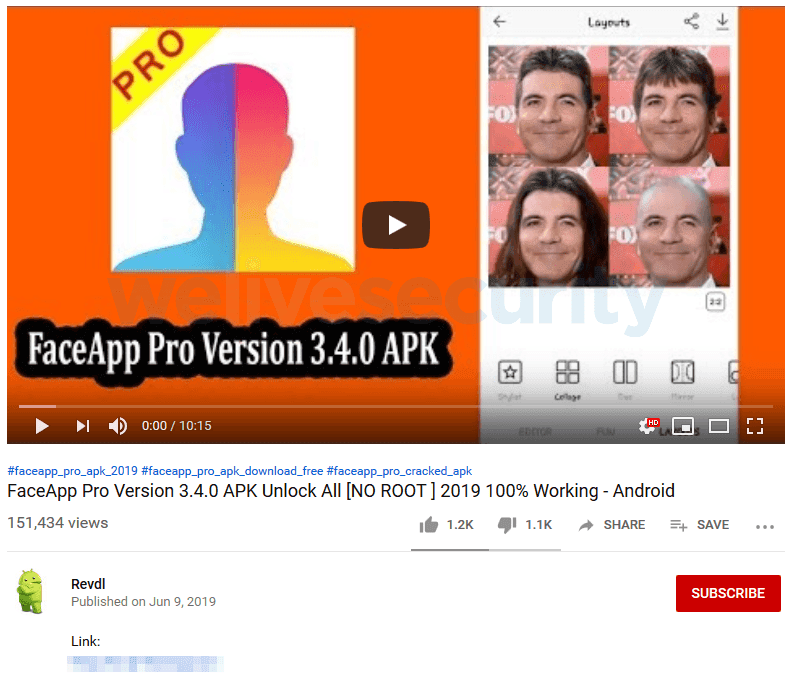 PRO
Layouts
FOX
FOX
FOX
FOX
welivesecurity
2:2
FaceApp Pro Version 3.4.0 APK
Stylist
Collage
Duo
Mirror
EDITOR
FUN
LAYOUTS
0:00 / 10:15
HD
#faceapp_pro_apk_2019 #faceapp_pro_apk_download_free #faceapp_pro_cracked_apk
FaceApp Pro Version 3.4.0 APK Unlock All [NO ROOT ] 2019 100% Working - Android
151,434 views
1.2K
1.1K
SHARE
SAVE
Revdl
Published on Jun 9, 2019
SUBSCRIBE
Link: